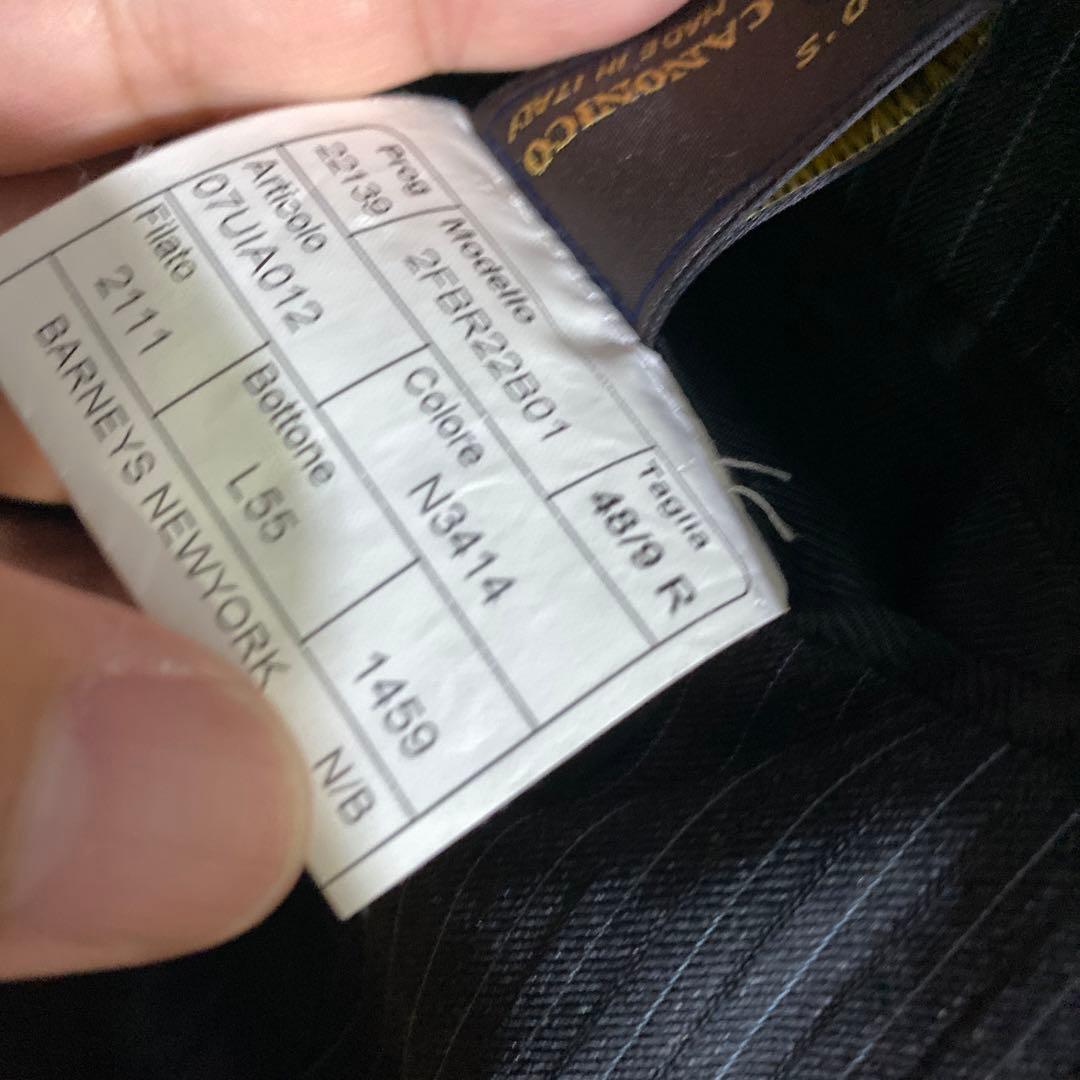 D'S
CANONICO
MADE IN ITALY
Prog Modello Taglia
22139 2FBR22B01 48/9 R
Articolo Colore
07UIA012 N3414
Filato Bottone
2111 L55 1459
BARNEYS NEWYORK N/B